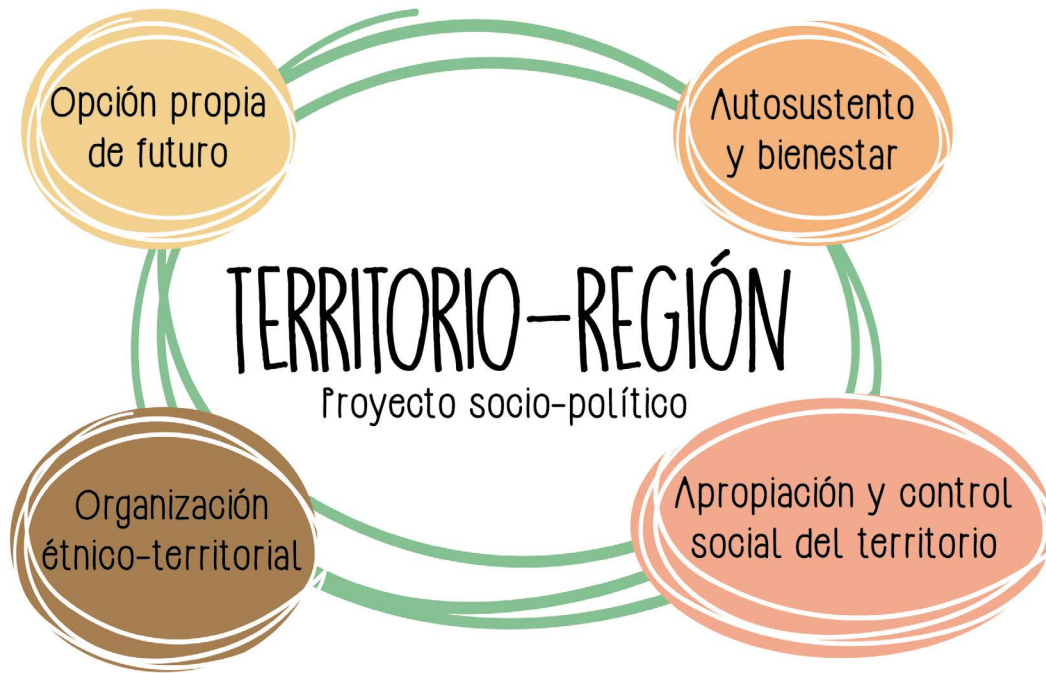 Opción propia
de futuro
Autosustento
y bienestar
TERRITORIO-REGIÓN
Proyecto socio-político
Organización
étnico-territorial
Apropiación y control
social del territorio